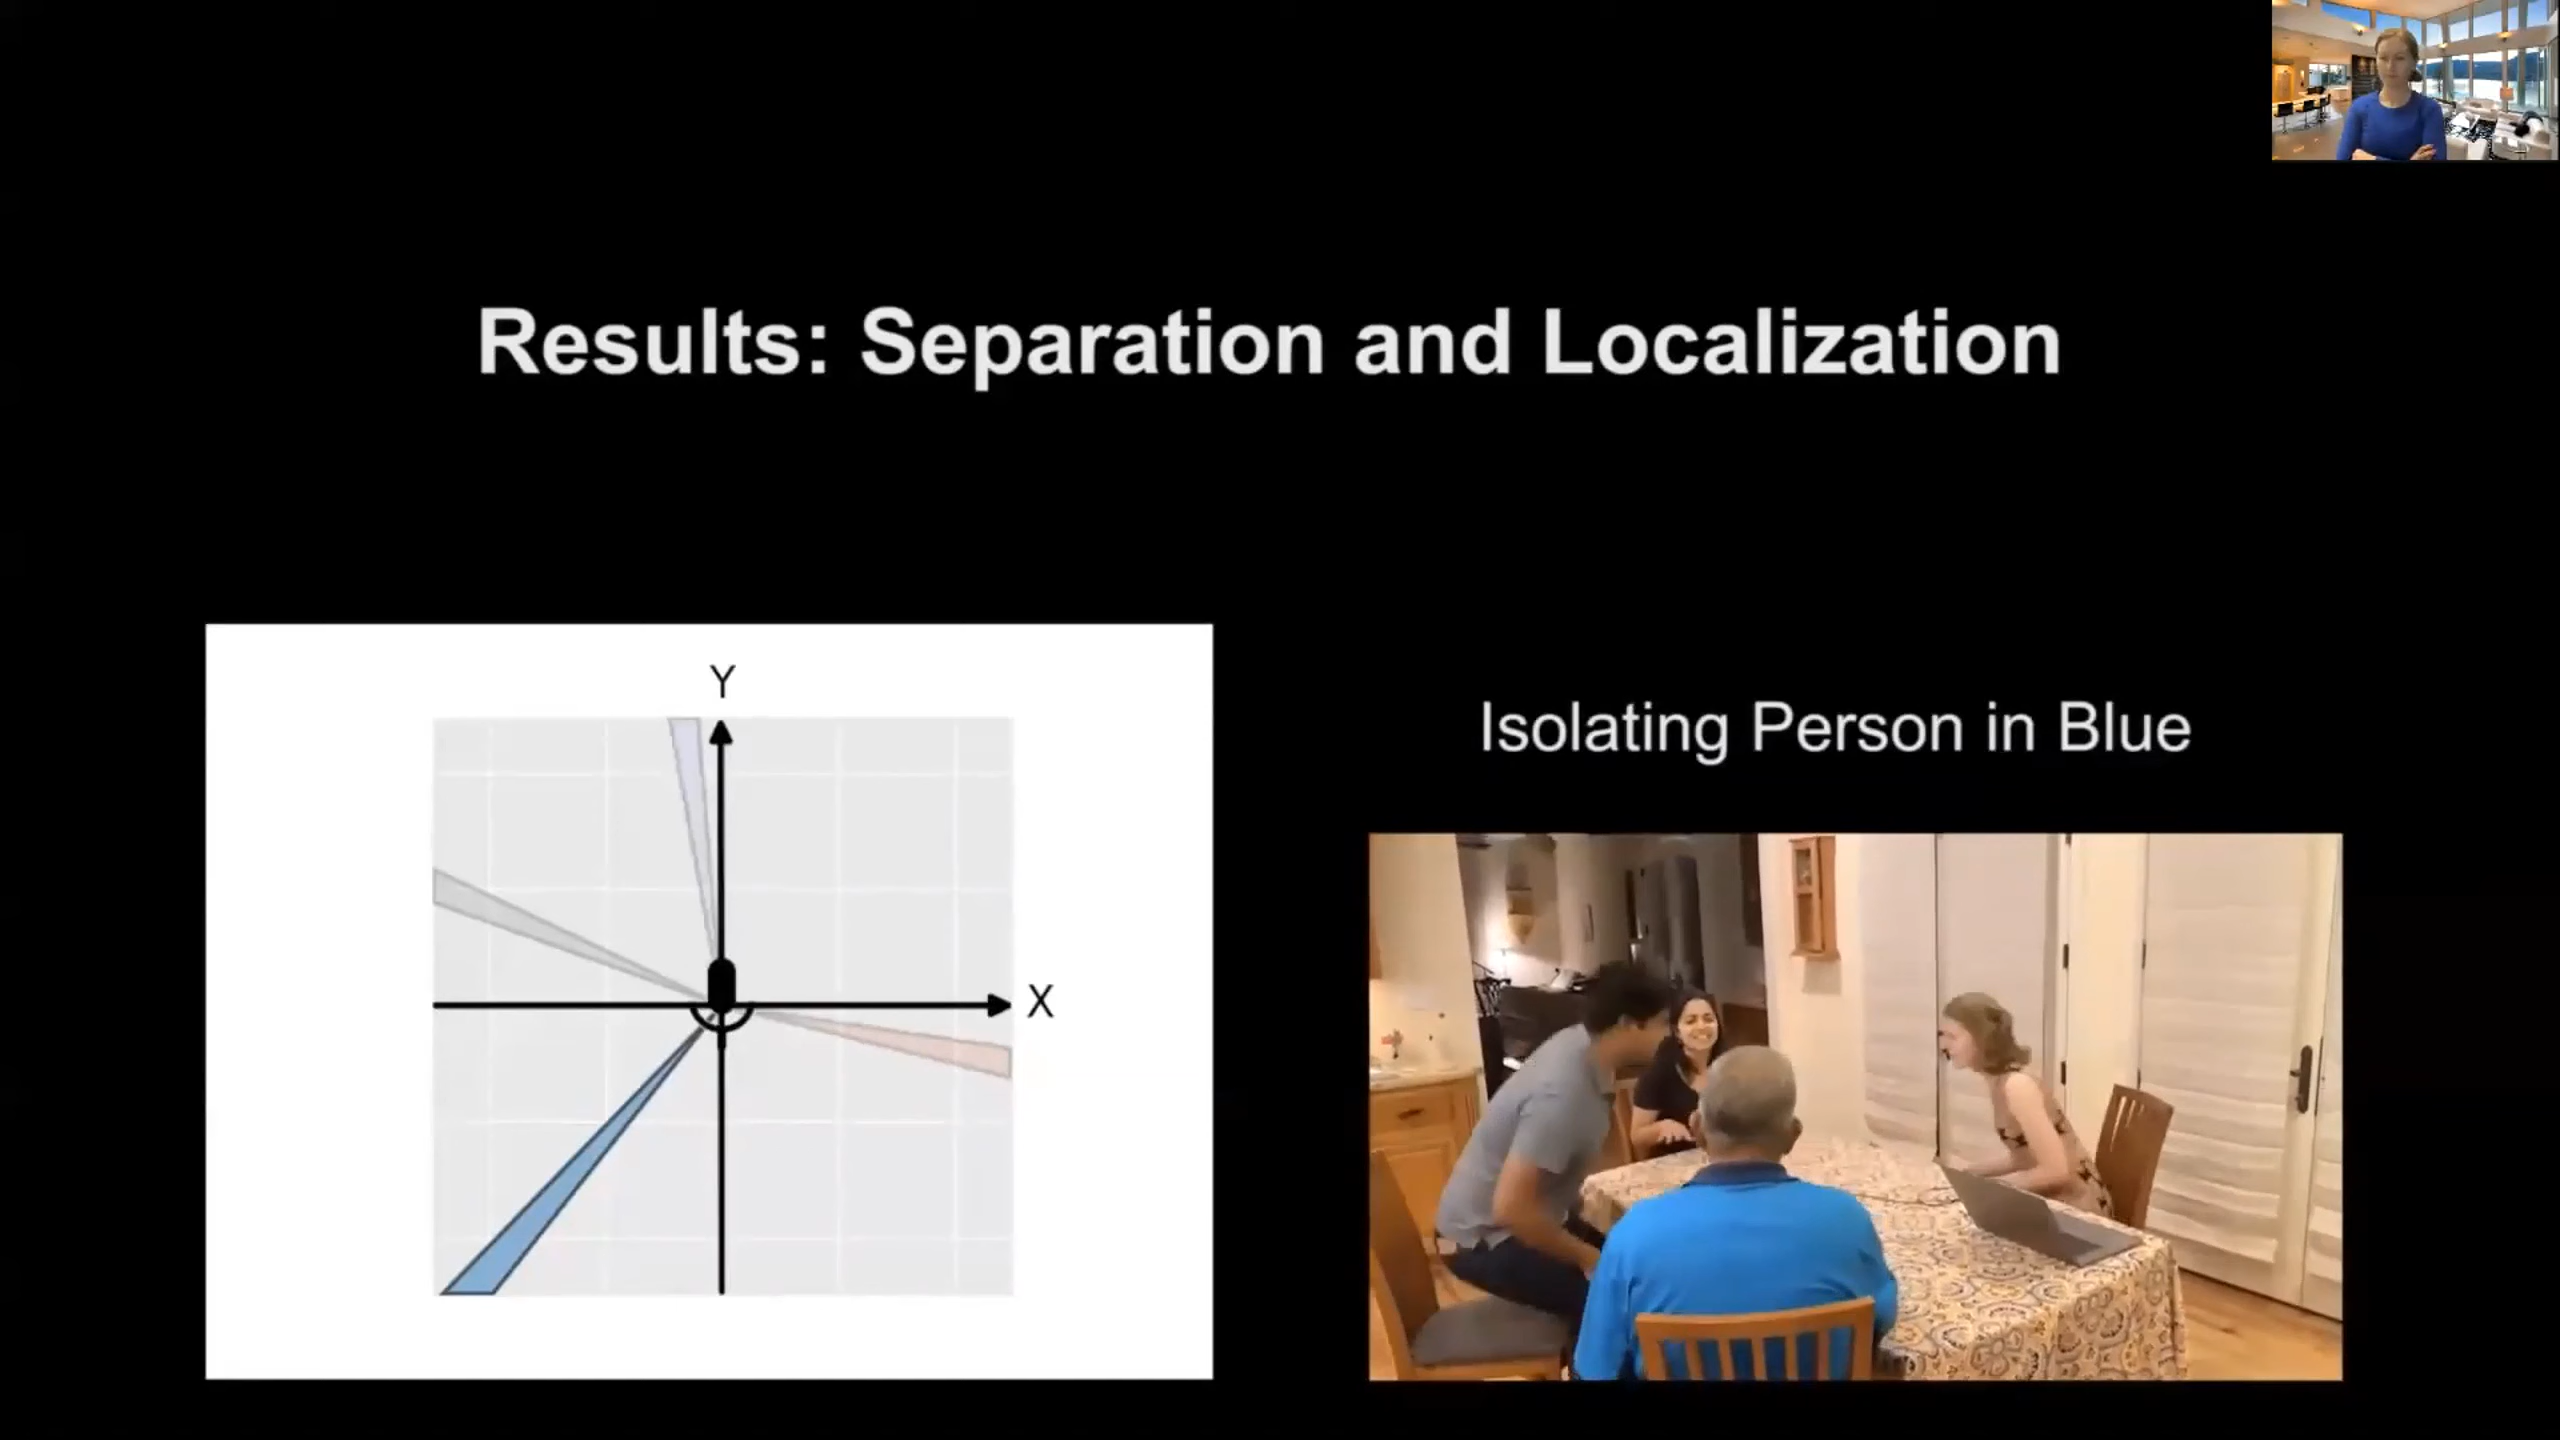 Results: Separation and Localization
Y
X
Isolating Person in Blue